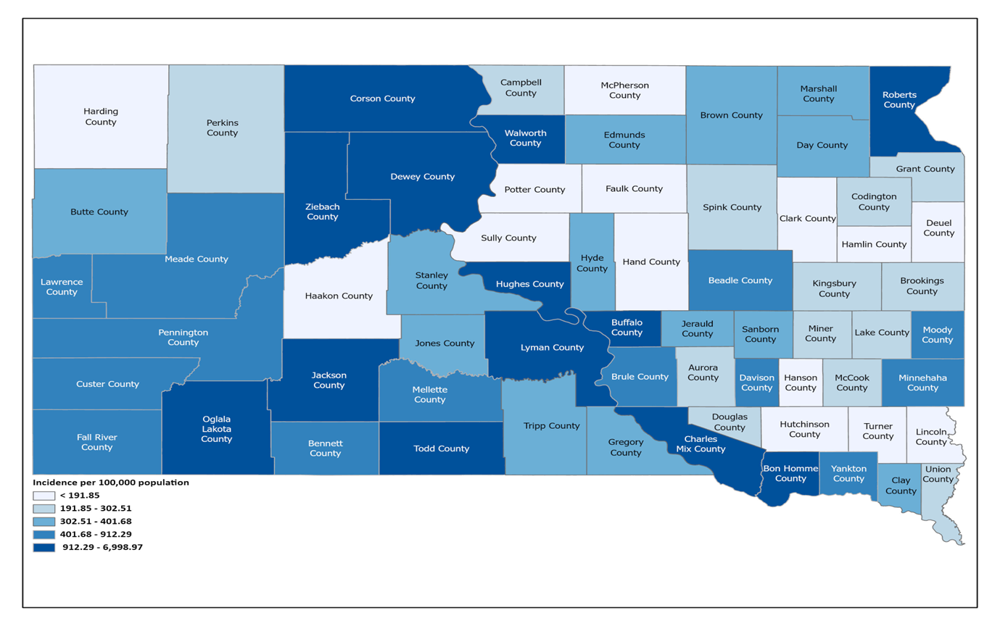 Harding
County
Perkins
County
Corson County
Campbell
County
McPherson
County
Brown County
Marshall
County
Roberts
County
Walworth
County
Edmunds
County
Day County
Grant County
Butte County
Ziebach
County
Dewey County
Potter County
Faulk County
Spink County
Clark County
Codington
County
Deuel
County
Meade County
Sully County
Hyde
County
Hand County
Hamlin County
Lawrence
County
Haakon County
Stanley
County
Hughes County
Beadle County
Kingsbury
County
Brookings
County
Pennington
County
Jones County
Lyman County
Buffalo
County
Jerauld
County
Sanborn
County
Miner
County
Lake County
Moody
County
Custer County
Jackson
County
Mellette
County
Brule County
Aurora
County
Davison
County
Hanson
County
McCook
County
Minnehaha
County
Fall River
County
Oglala
Lakota
County
Bennett
County
Todd County
Tripp County
Gregory
County
Charles
Mix County
Douglas
County
Hutchinson
County
Turner
County
Lincoln
County
Bon Homme
County
Yankton
County
Clay
County
Union
County
Incidence per 100,000 population
< 191.85
191.85 - 302.51
302.51 - 401.68
401.68 - 912.29
912.29 - 6,998.97